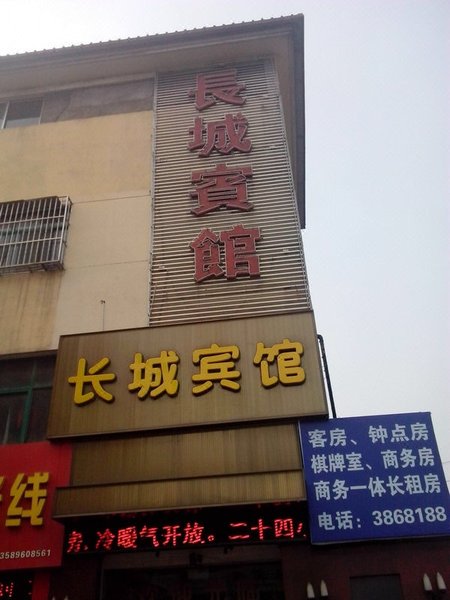 長城賓館
长城宾馆
客房、钟点房
棋牌室、商务房
商务一体长租房
电话：3868188
线
3589608561
务、冷暖气开放。二十四小